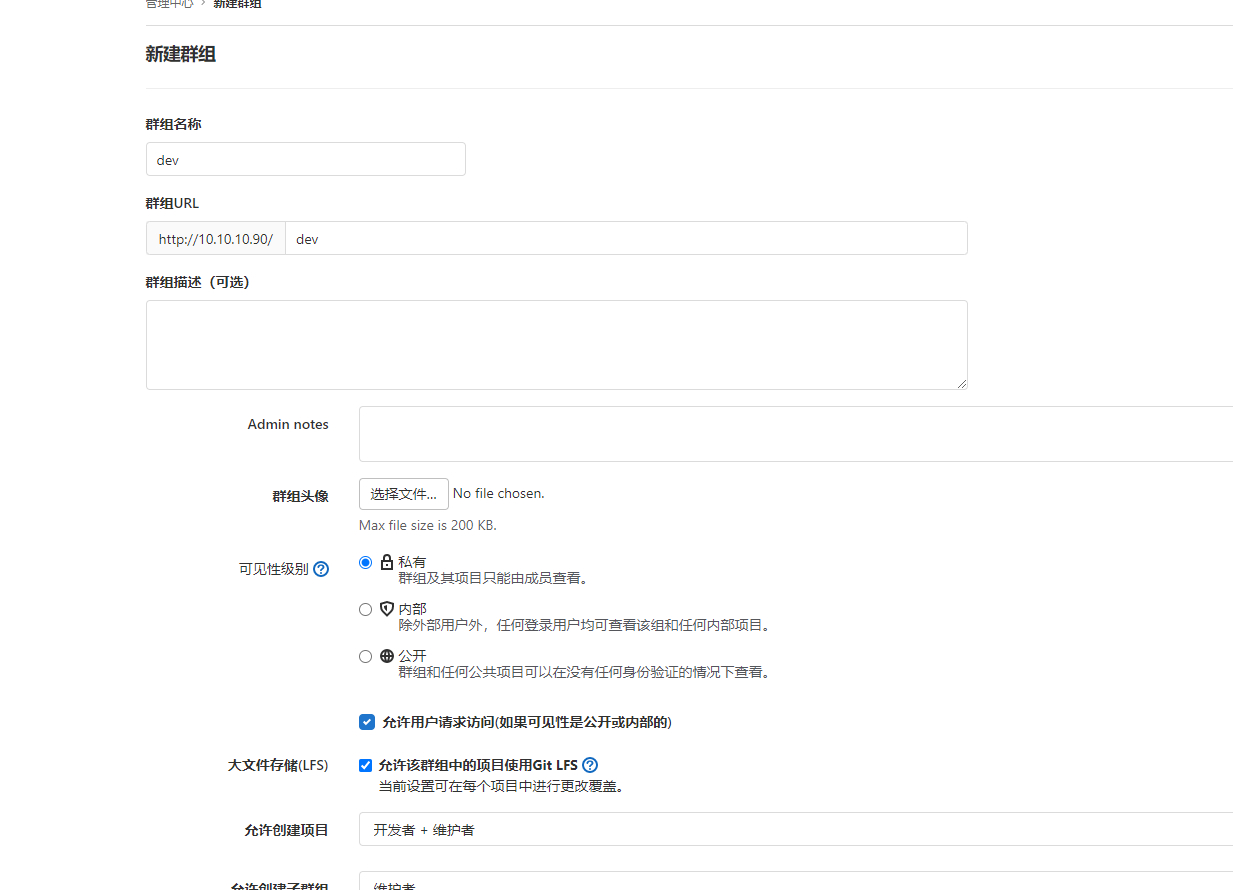 管理中心 > 新建群组
新建群组
群组名称
dev
群组URL
http://10.10.10.90/ dev
群组描述（可选）
Admin notes
群组头像 选择文件... No file chosen.
Max file size is 200 KB.
可见性级别 私有
群组及其项目只能由成员查看。
内部
除外部用户外，任何登录用户均可查看该组和任何内部项目。
公开
群组和任何公共项目可以在没有任何身份验证的情况下查看。
允许用户请求访问(如果可见性是公开或内部的)
大文件存储(LFS) 允许该群组中的项目使用Git LFS
当前设置可在每个项目中进行更改覆盖。
允许创建项目 开发者 + 维护者
允许创建子群组 维护者